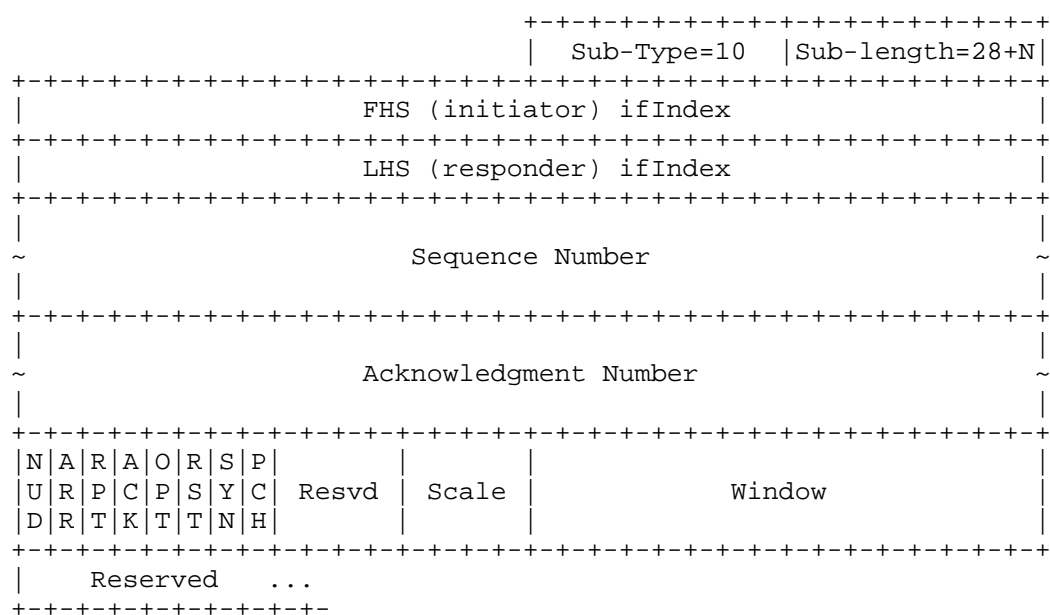 +-+-+-+-+-+-+-+-+-+-+-+-+-+-+-+-+
|  Sub-Type=10  |Sub-length=28+N|
+-+-+-+-+-+-+-+-+-+-+-+-+-+-+-+-+-+-+-+-+-+-+-+-+-+-+-+-+-+-+-+-+
|                     FHS (initiator) ifIndex                   |
+-+-+-+-+-+-+-+-+-+-+-+-+-+-+-+-+-+-+-+-+-+-+-+-+-+-+-+-+-+-+-+-+
|                     LHS (responder) ifIndex                   |
+-+-+-+-+-+-+-+-+-+-+-+-+-+-+-+-+-+-+-+-+-+-+-+-+-+-+-+-+-+-+-+-+
|                                                               |
~                        Sequence Number                        ~
|                                                               |
+-+-+-+-+-+-+-+-+-+-+-+-+-+-+-+-+-+-+-+-+-+-+-+-+-+-+-+-+-+-+-+-+
|                                                               |
~                     Acknowledgment Number                     ~
|                                                               |
+-+-+-+-+-+-+-+-+-+-+-+-+-+-+-+-+-+-+-+-+-+-+-+-+-+-+-+-+-+-+-+-+
|N|A|R|A|O|R|S|P|       |       |                               |
|U|R|P|C|P|S|Y|C| Resvd | Scale |            Window             |
|D|R|T|K|T|T|N|H|       |       |                               |
+-+-+-+-+-+-+-+-+-+-+-+-+-+-+-+-+-+-+-+-+-+-+-+-+-+-+-+-+-+-+-+-+
|    Reserved   ...
+-+-+-+-+-+-+-+-+-+-